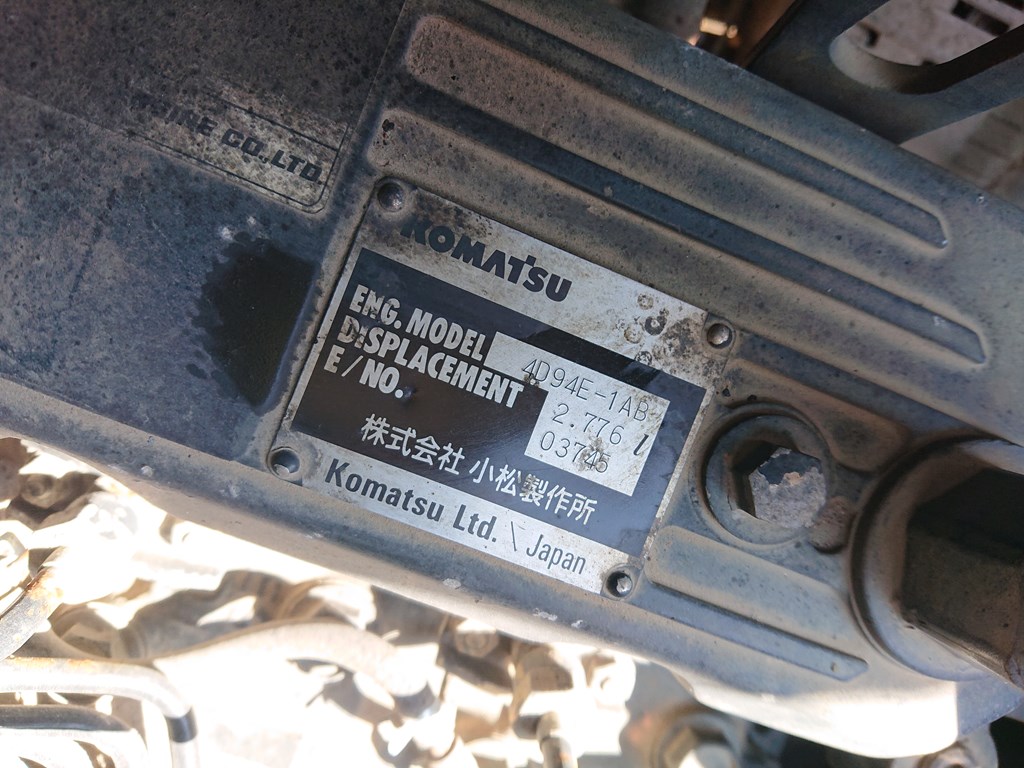 CO.LTD.
KOMATSU
ENG. MODEL 4D94E-1AB
DISPLACEMENT 2.776 l
E/NO. 03745
株式会社 小松製作所
Komatsu Ltd. \ Japan